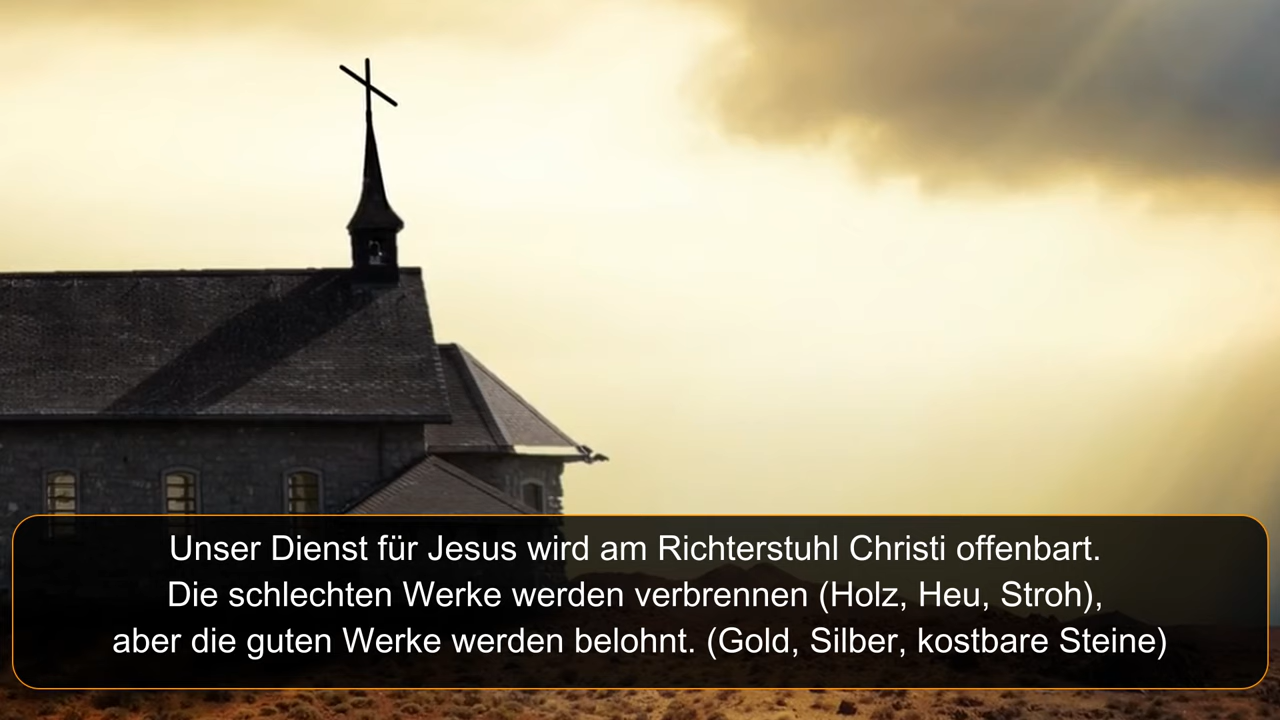 Unser Dienst für Jesus wird am Richterstuhl Christi offenbart.
Die schlechten Werke werden verbrennen (Holz, Heu, Stroh),
aber die guten Werke werden belohnt. (Gold, Silber, kostbare Steine)